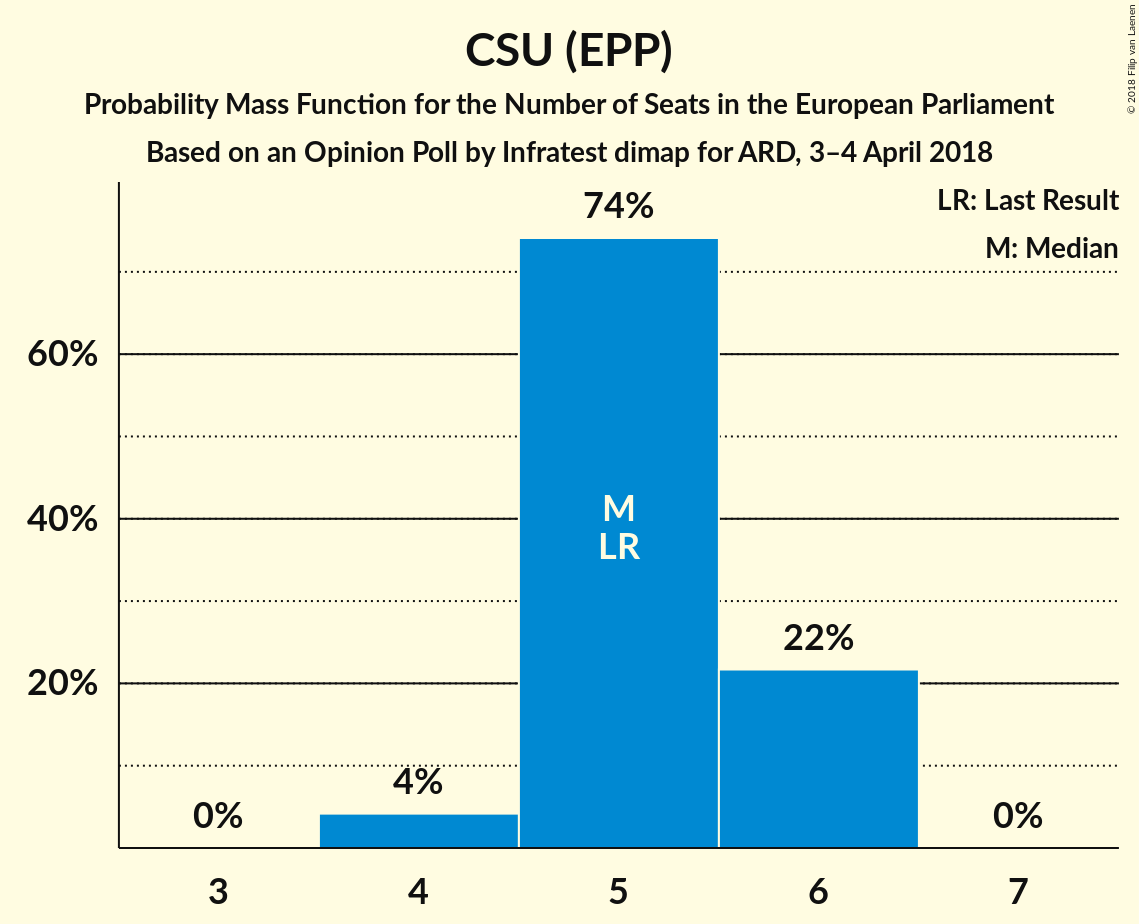 CSU (EPP)
Probability Mass Function for the Number of Seats in the European Parliament
Based on an Opinion Poll by Infratest dimap for ARD, 3–4 April 2018
© 2018 Filip van Laenen
LR: Last Result
M: Median
74%
60%
40%
20%
M
LR
22%
4%
0%
0%
3
4
5
6
7